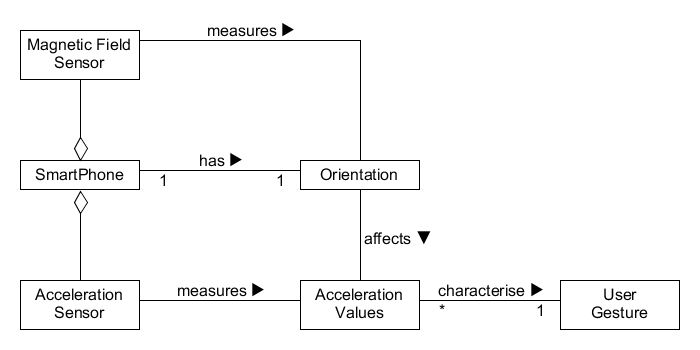 measures ▶
Magnetic Field
Sensor
has ▶
SmartPhone
1
1
Orientation
affects ▼
measures ▶
characterise ▶
Acceleration
Sensor
Acceleration
Values
*
1
User
Gesture